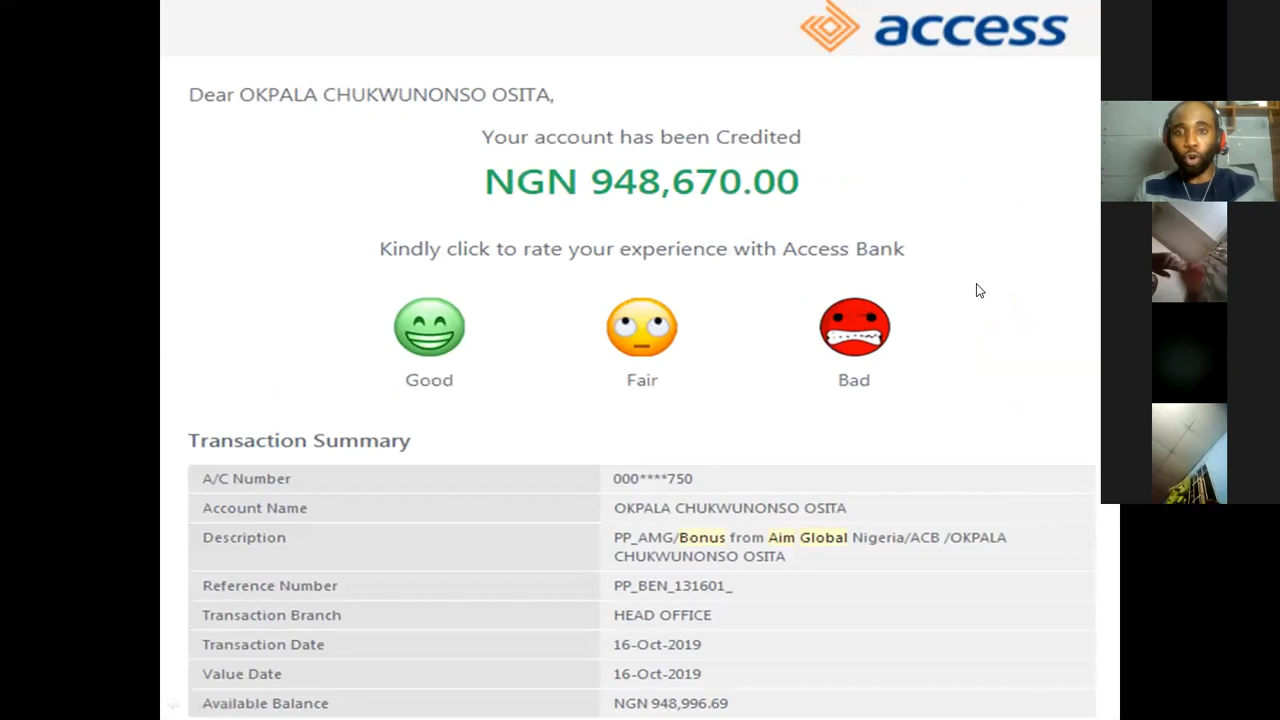 access
Dear OKPALA CHUKWUNONSO OSITA,
Your account has been Credited
NGN 948,670.00
Kindly click to rate your experience with Access Bank
Good Fair Bad
Transaction Summary
A/C Number 000****750
Account Name OKPALA CHUKWUNONSO OSITA
Description PP_AMG/Bonus from Aim Global Nigeria/ACB /OKPALA
CHUKWUNONSO OSITA
Reference Number PP_BEN_131601_
Transaction Branch HEAD OFFICE
Transaction Date 16-Oct-2019
Value Date 16-Oct-2019
Available Balance NGN 948,996.69